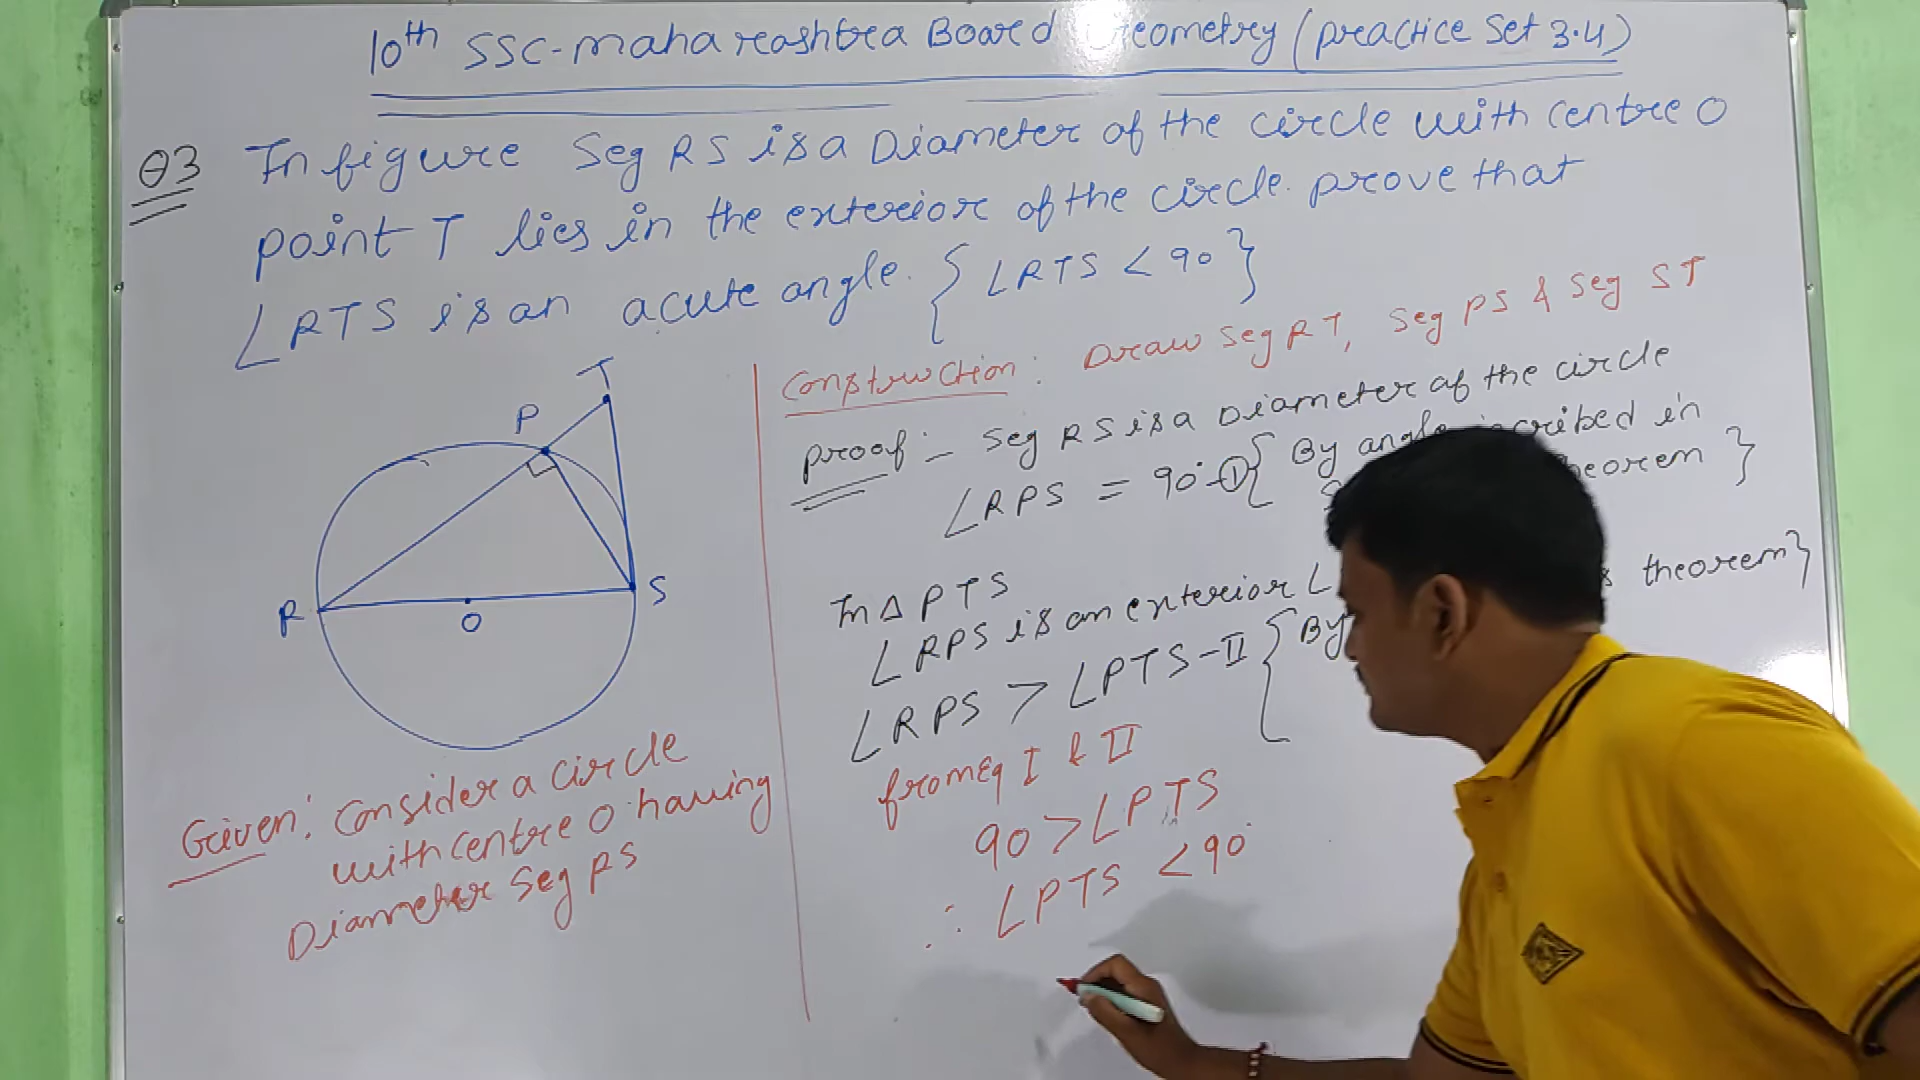 10th SSC-maharashtra Board Geometry (practice Set 3.4)
Q3 In figure Seg RS is a Diameter of the circle with centre O
point T lies in the exterior of the circle. prove that
∠RTS is an acute angle. {∠RTS < 90°}
T
P
R
O
S
Given: Consider a circle
with centre O having
Diameter Seg RS
Construction: Draw seg RT, Seg PS & Seg ST
Proof:- Seg RS is a Diameter of the circle
∠RPS = 90° -① { By angle inscribed in
theorem }
In △ PTS
∠RPS is an exterior ∠
∠RPS > ∠PTS -II { By theorem}
from Eq I & II
90 > ∠PTS
∴ ∠PTS < 90°